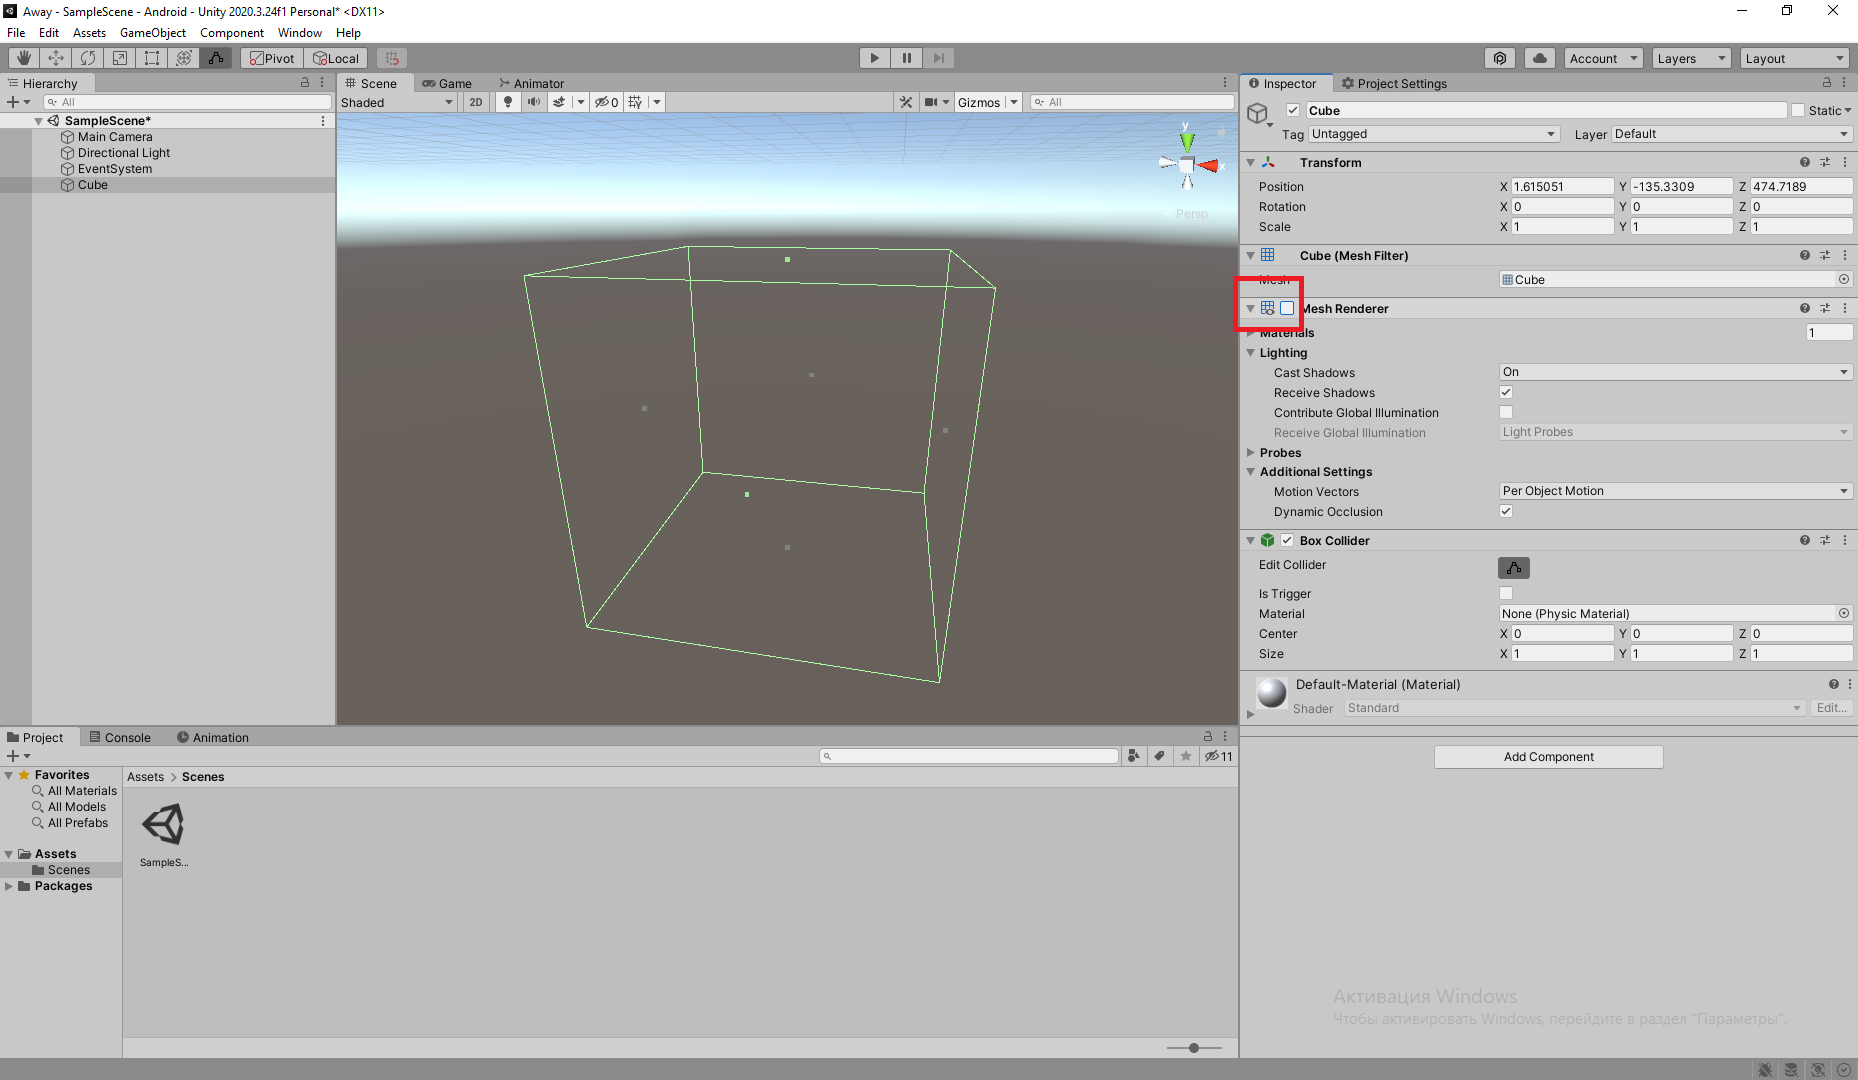 Away - SampleScene - Android - Unity 2020.3.24f1 Personal* <DX11>
File Edit Assets GameObject Component Window Help
Pivot Local Account Layers Layout
Hierarchy
All
SampleScene*
Main Camera
Directional Light
EventSystem
Cube
Scene Game Animator
Shaded 2D 0 Gizmos All
y
x
Persp
Inspector Project Settings
Cube Static
Tag Untagged Layer Default
Transform
Position X 1.615051 Y -135.3309 Z 474.7189
Rotation X 0 Y 0 Z 0
Scale X 1 Y 1 Z 1
Cube (Mesh Filter)
Mesh Cube
Mesh Renderer
Materials 1
Lighting
Cast Shadows On
Receive Shadows
Contribute Global Illumination
Receive Global Illumination Light Probes
Probes
Additional Settings
Motion Vectors Per Object Motion
Dynamic Occlusion
Box Collider
Edit Collider
Is Trigger
Material None (Physic Material)
Center X 0 Y 0 Z 0
Size X 1 Y 1 Z 1
Default-Material (Material)
Shader Standard Edit...
Add Component
Project Console Animation
11
Favorites
All Materials
All Models
All Prefabs
Assets
Scenes
Packages
Assets > Scenes
SampleS...
Активация Windows
Чтобы активировать Windows, перейдите в раздел "Параметры".